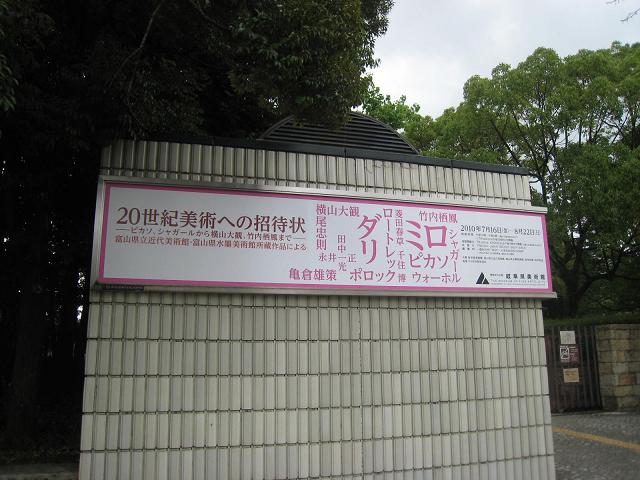 20世紀美術への招待状
──ピカソ、シャガールから横山大観、竹内栖鳳まで──
富山県立近代美術館・富山県水墨美術館所蔵作品による
横山大観
横尾忠則
田中一光
永井一正
亀倉雄策
ダリ
ロートレック
ポロック
菱田春草
千住博
竹内栖鳳
ミロ
ピカソ
シャガール
ウォーホル
2010年7月16日(金)–8月22日(日)
岐阜県美術館